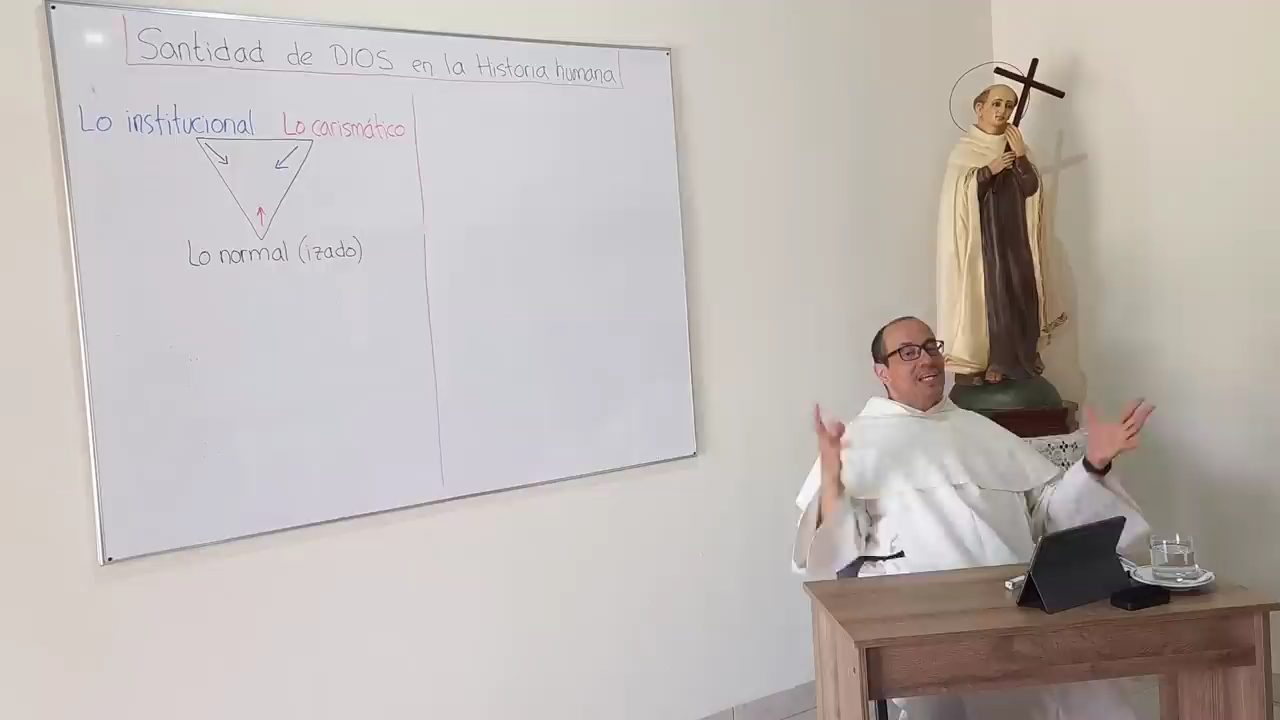 Santidad de DIOS en la Historia humana
Lo institucional
Lo carismático
Lo normal (izado)